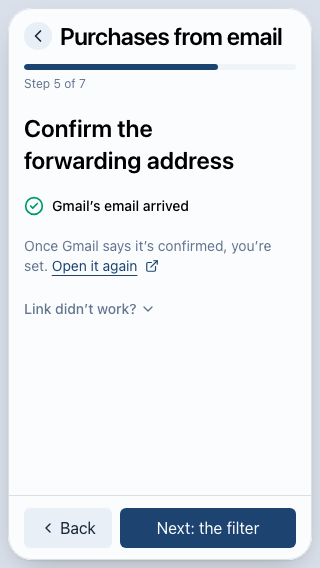 Purchases from email
Step 5 of 7
Confirm the
forwarding address
Gmail’s email arrived
Once Gmail says it’s confirmed, you’re
set. Open it again
Link didn’t work?
Back
Next: the filter